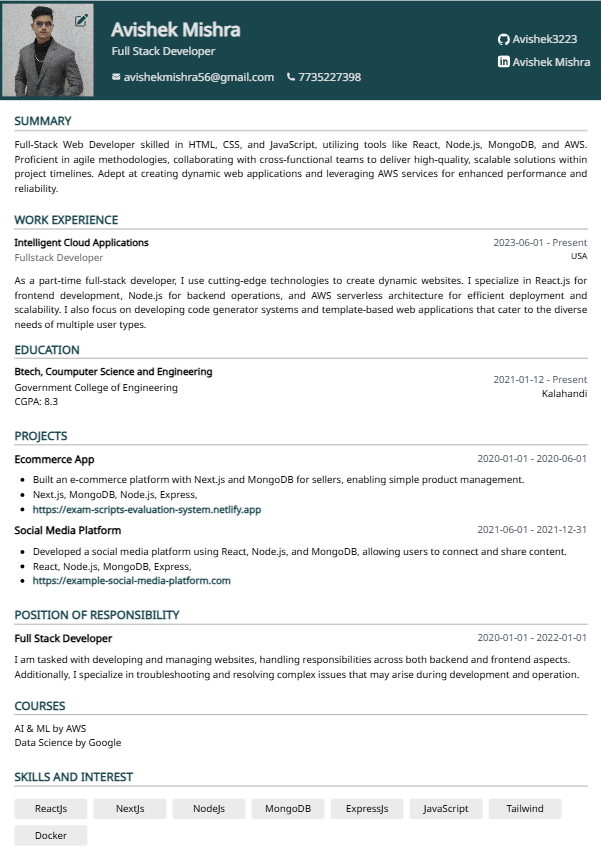 Avishek Mishra
Full Stack Developer
avishekmishra56@gmail.com 7735227398
Avishek3223
Avishek Mishra
SUMMARY
Full-Stack Web Developer skilled in HTML, CSS, and JavaScript, utilizing tools like React, Node.js, MongoDB, and AWS.
Proficient in agile methodologies, collaborating with cross-functional teams to deliver high-quality, scalable solutions within
project timelines. Adept at creating dynamic web applications and leveraging AWS services for enhanced performance and
reliability.
WORK EXPERIENCE
Intelligent Cloud Applications 2023-06-01 - Present
Fullstack Developer USA
As a part-time full-stack developer, I use cutting-edge technologies to create dynamic websites. I specialize in React.js for
frontend development, Node.js for backend operations, and AWS serverless architecture for efficient deployment and
scalability. I also focus on developing code generator systems and template-based web applications that cater to the diverse
needs of multiple user types.
EDUCATION
Btech, Coumputer Science and Engineering
2021-01-12 - Present
Government College of Engineering
Kalahandi
CGPA: 8.3
PROJECTS
Ecommerce App 2020-01-01 - 2020-06-01
• Built an e-commerce platform with Next.js and MongoDB for sellers, enabling simple product management.
• Next.js, MongoDB, Node.js, Express,
• https://exam-scripts-evaluation-system.netlify.app
Social Media Platform 2021-06-01 - 2021-12-31
• Developed a social media platform using React, Node.js, and MongoDB, allowing users to connect and share content.
• React, Node.js, MongoDB, Express,
• https://example-social-media-platform.com
POSITION OF RESPONSIBILITY
Full Stack Developer 2020-01-01 - 2022-01-01
I am tasked with developing and managing websites, handling responsibilities across both backend and frontend aspects.
Additionally, I specialize in troubleshooting and resolving complex issues that may arise during development and operation.
COURSES
AI & ML by AWS
Data Science by Google
SKILLS AND INTEREST
ReactJs NextJs NodeJs MongoDB ExpressJs JavaScript Tailwind
Docker